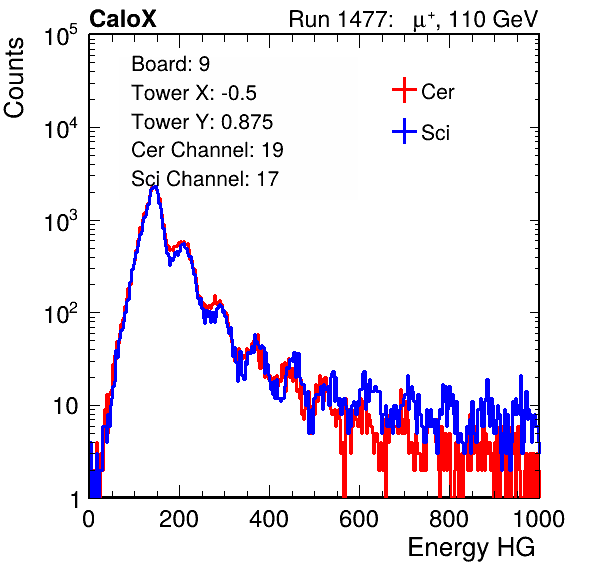 CaloX Run 1477: μ⁺, 110 GeV
Counts
10⁵
10⁴
10³
10²
10
1
Board: 9
Tower X: -0.5
Tower Y: 0.875
Cer Channel: 19
Sci Channel: 17
Cer
Sci
0 200 400 600 800 1000
Energy HG